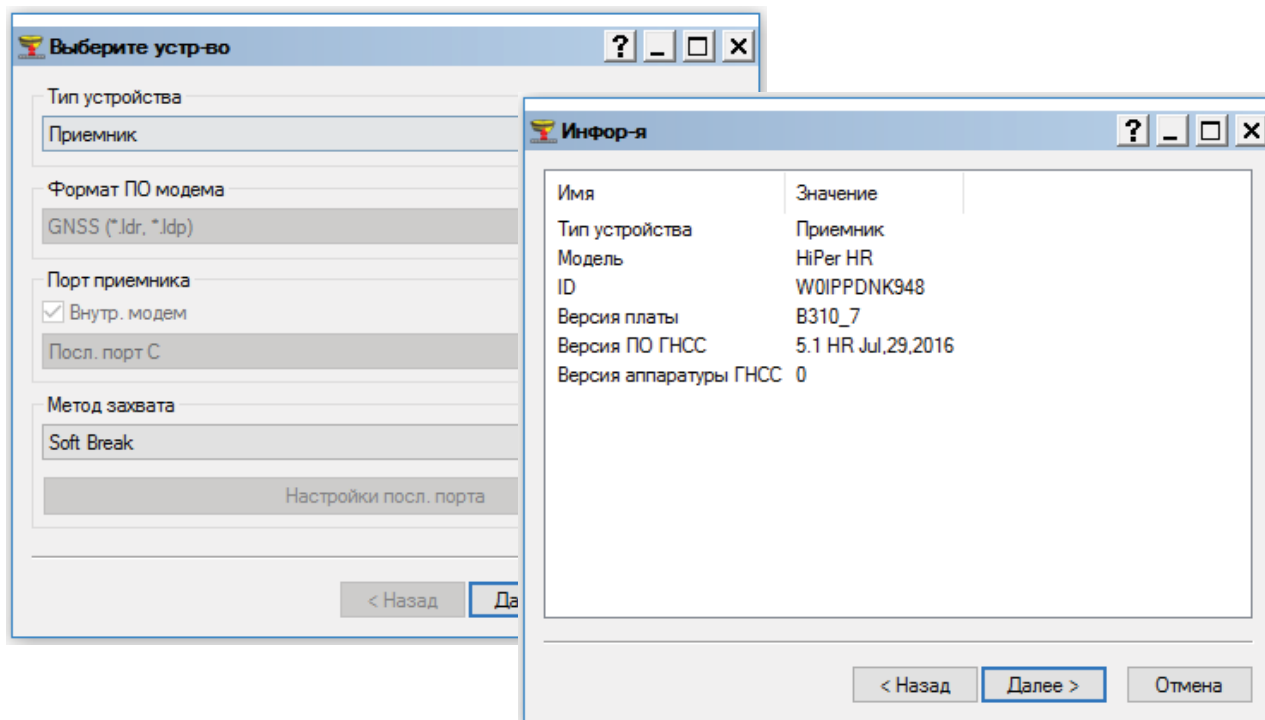 Выберите устр-во
Тип устройства
Приемник
Формат ПО модема
GNSS (*.ldr, *.ldp)
Порт приемника
Внутр. модем
Посл. порт C
Метод захвата
Soft Break
Настройки посл. порта
< Назад
Да
Инфор-я
Имя Значение
Тип устройства Приемник
Модель HiPer HR
ID W0IPPDNK948
Версия платы B310_7
Версия ПО ГНСС 5.1 HR Jul,29,2016
Версия аппаратуры ГНСС 0
< Назад Далее > Отмена